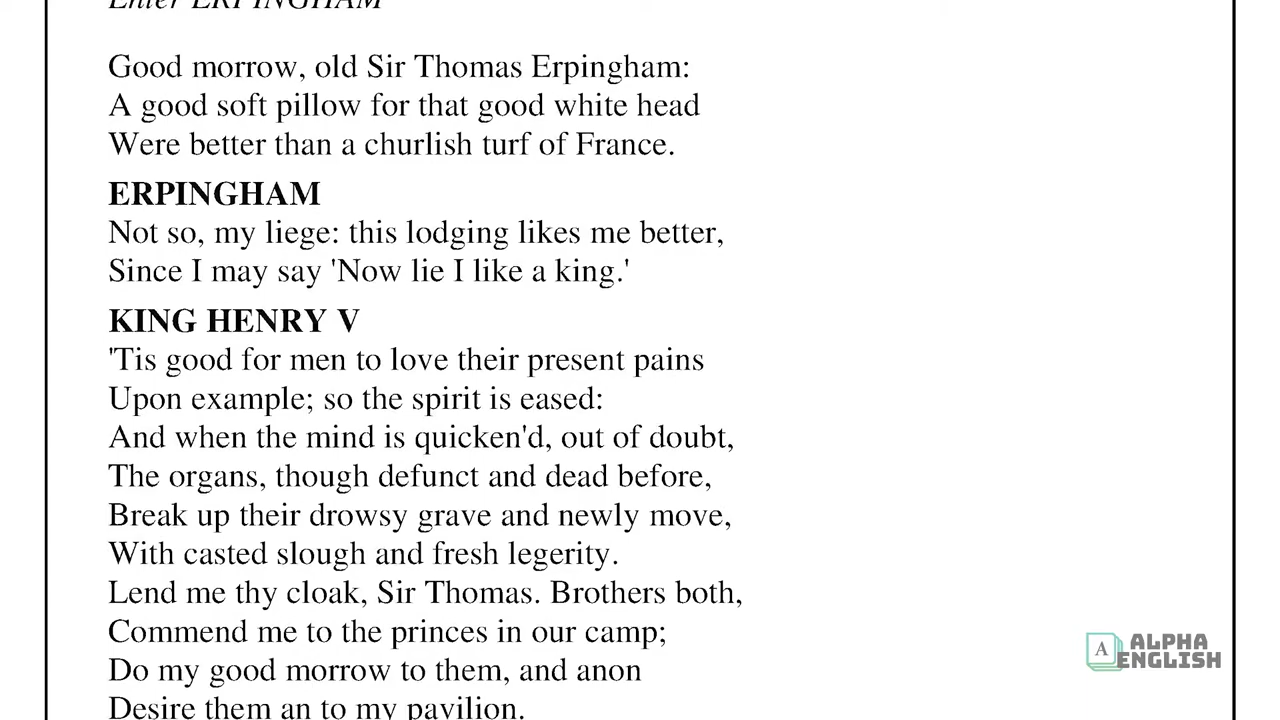 Enter ERPINGHAM
Good morrow, old Sir Thomas Erpingham:
A good soft pillow for that good white head
Were better than a churlish turf of France.
ERPINGHAM
Not so, my liege: this lodging likes me better,
Since I may say 'Now lie I like a king.'
KING HENRY V
'Tis good for men to love their present pains
Upon example; so the spirit is eased:
And when the mind is quicken'd, out of doubt,
The organs, though defunct and dead before,
Break up their drowsy grave and newly move,
With casted slough and fresh legerity.
Lend me thy cloak, Sir Thomas. Brothers both,
Commend me to the princes in our camp;
Do my good morrow to them, and anon
Desire them an to my pavilion.
A ALPHA
ENGLISH